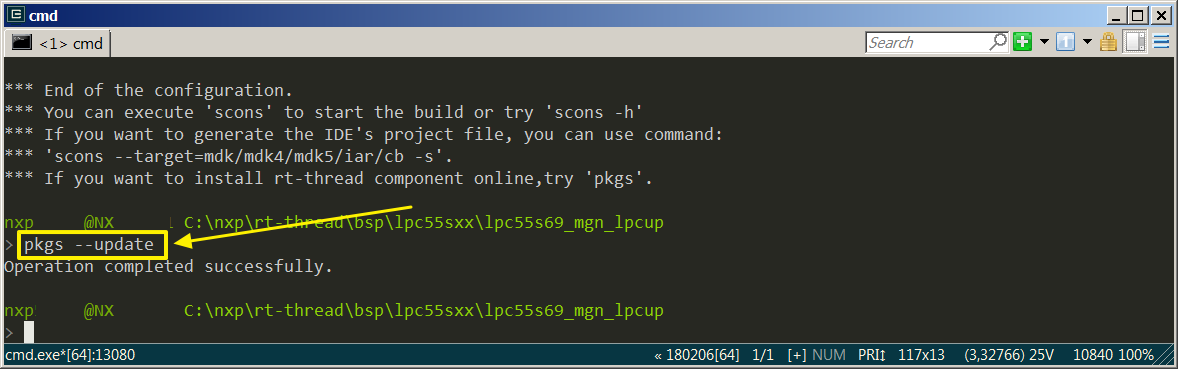 cmd
<1> cmd
Search
*** End of the configuration.
*** You can execute 'scons' to start the build or try 'scons -h'
*** If you want to generate the IDE's project file, you can use command:
*** 'scons --target=mdk/mdk4/mdk5/iar/cb -s'.
*** If you want to install rt-thread component online,try 'pkgs'.
nxp @NX C:\nxp\rt-thread\bsp\lpc55sxx\lpc55s69_mgn_lpcup
> pkgs --update
Operation completed successfully.
nxp @NX C:\nxp\rt-thread\bsp\lpc55sxx\lpc55s69_mgn_lpcup
>
cmd.exe*[64]:13080 « 180206[64] 1/1 [+] NUM PRI↕ 117x13 (3,32766) 25V 10840 100%